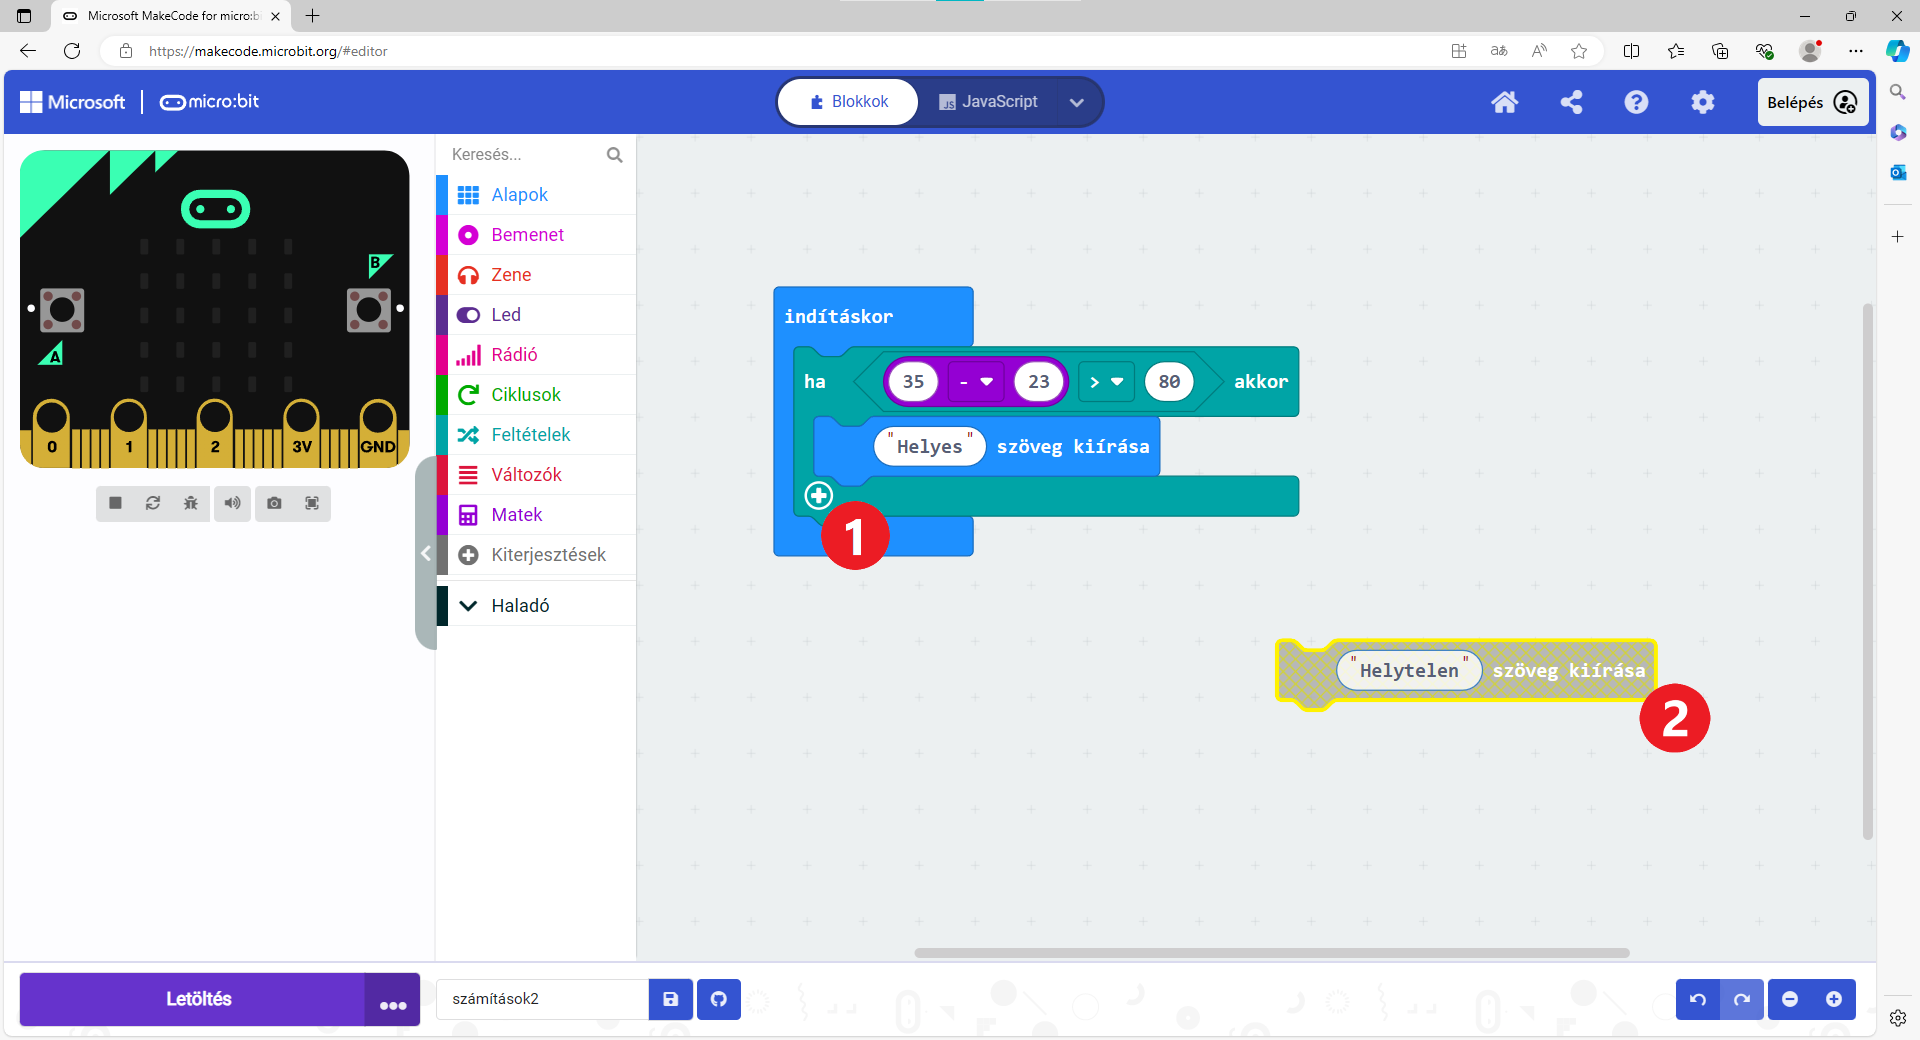 Microsoft MakeCode for micro:bi
https://makecode.microbit.org/#editor
Microsoft
micro:bit
Blokkok
JavaScript
Belépés
Keresés...
Alapok
Bemenet
Zene
Led
Rádió
Ciklusok
Feltételek
Változók
Matek
Kiterjesztések
Haladó
B
A
0 1 2 3V GND
indításkor
ha 35 - 23 > 80 akkor
"Helyes" szöveg kiírása
1
"Helytelen" szöveg kiírása
2
Letöltés
számítások2